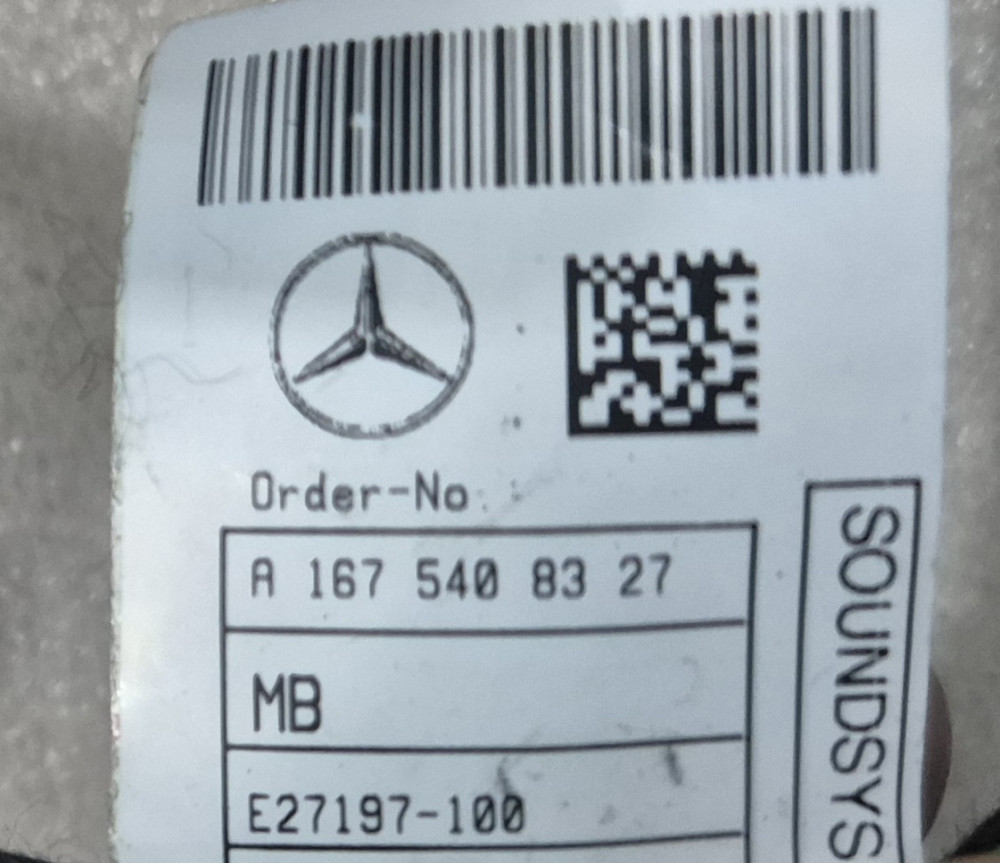 Order-No.
A 167 540 83 27
MB
E27197-100
SOUNDSYS